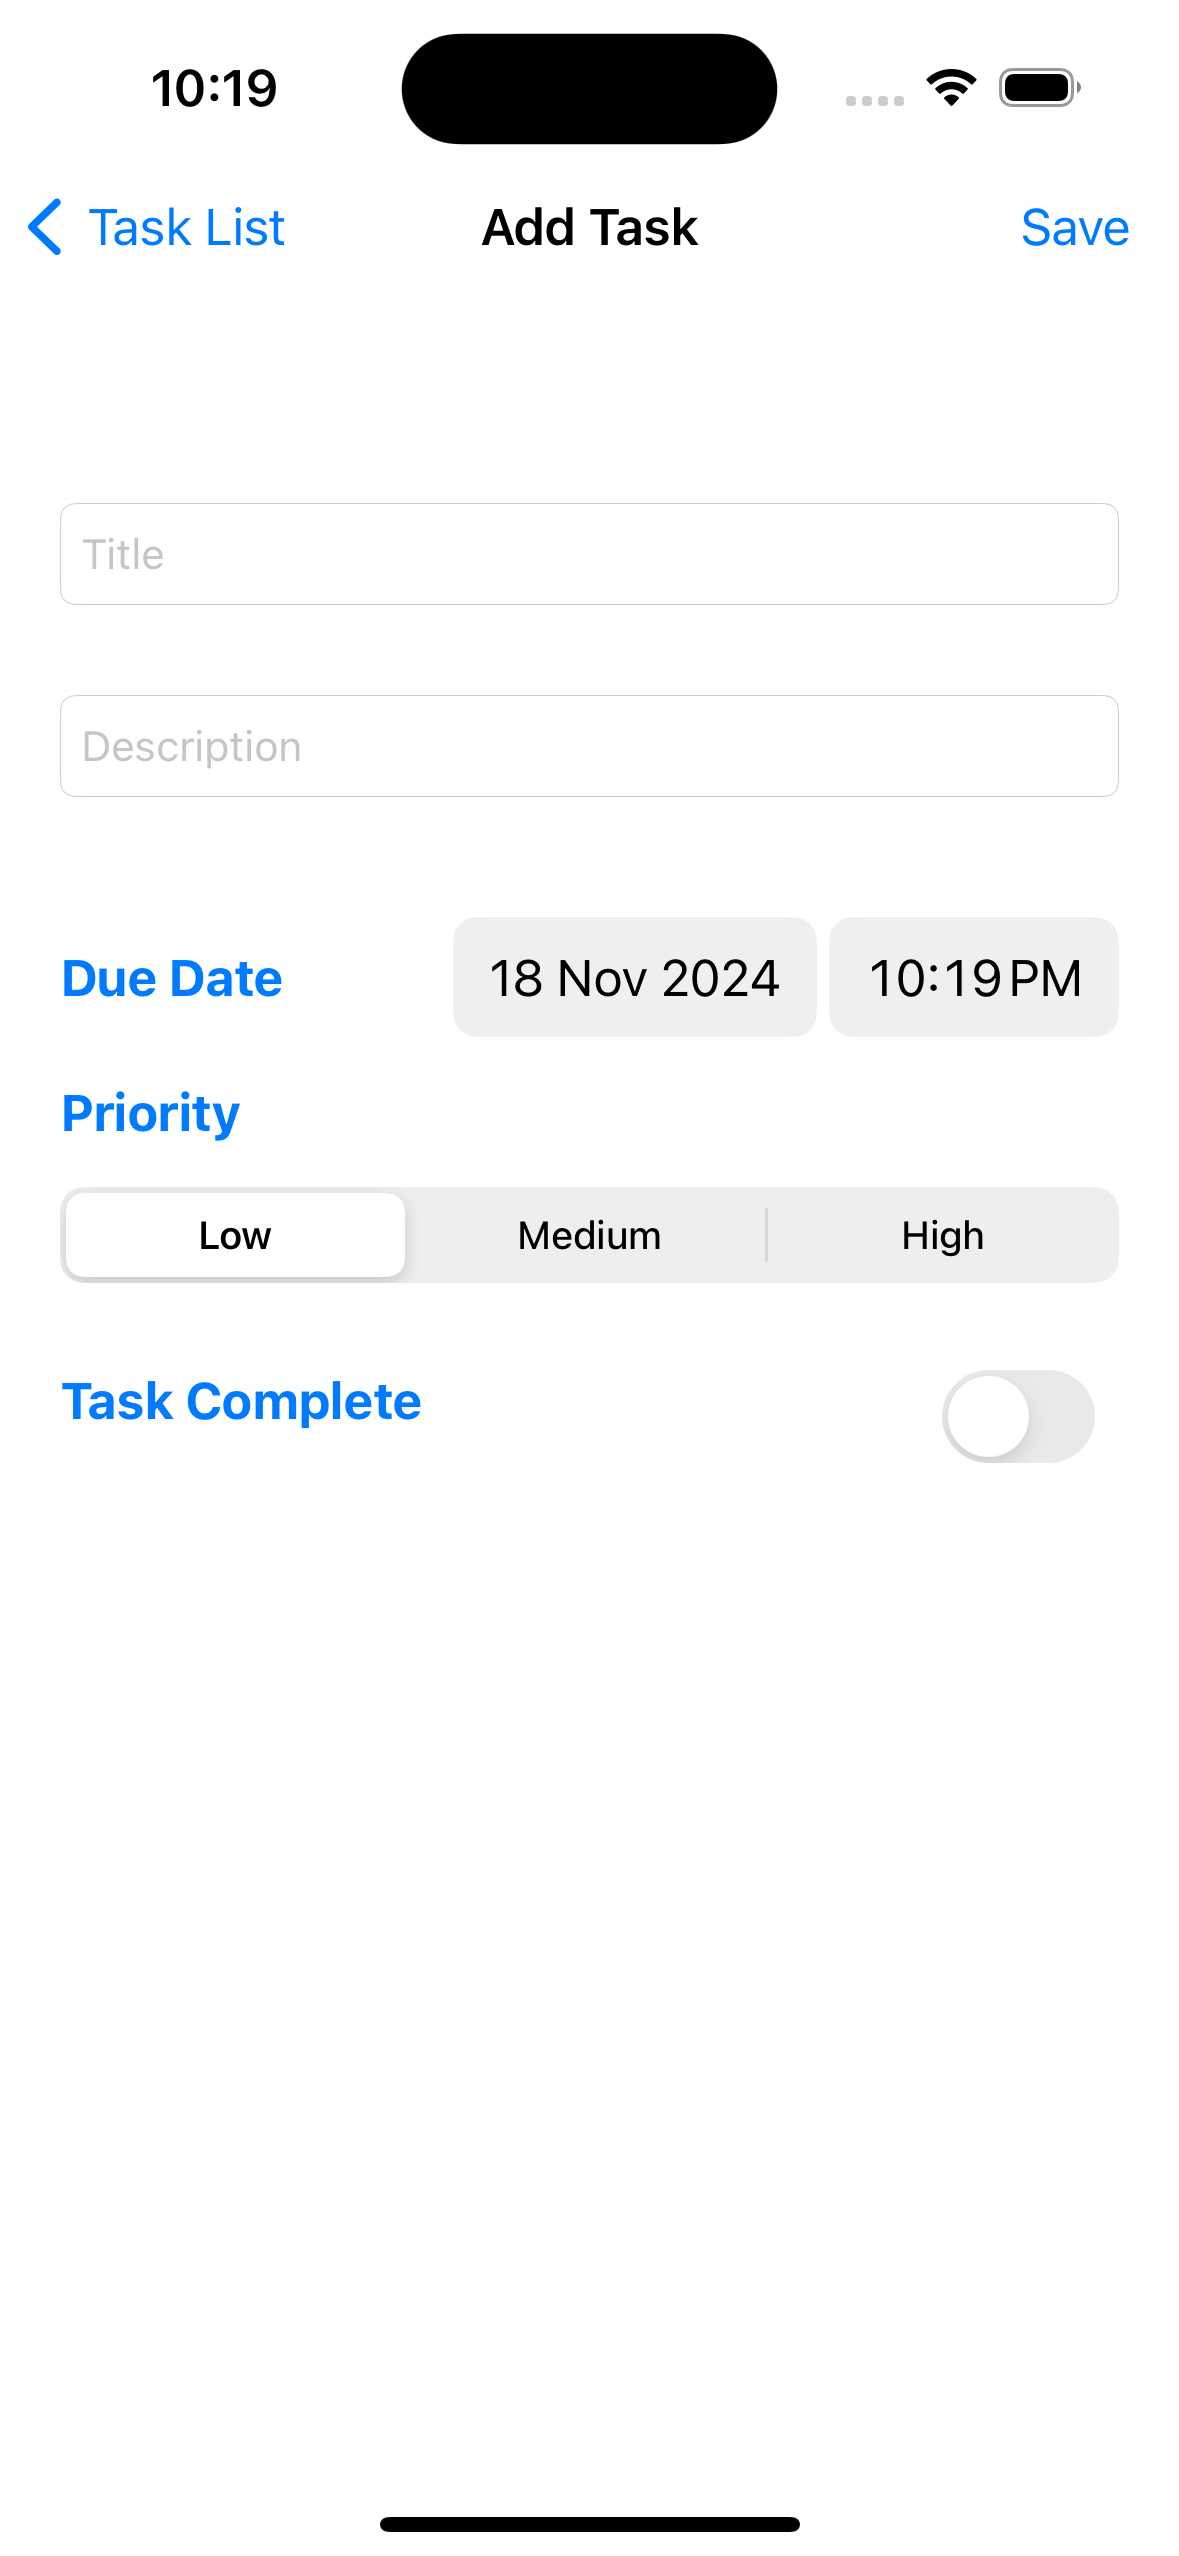 10:19
Task List Add Task Save
Title
Description
Due Date 18 Nov 2024 10:19 PM
Priority
Low Medium High
Task Complete